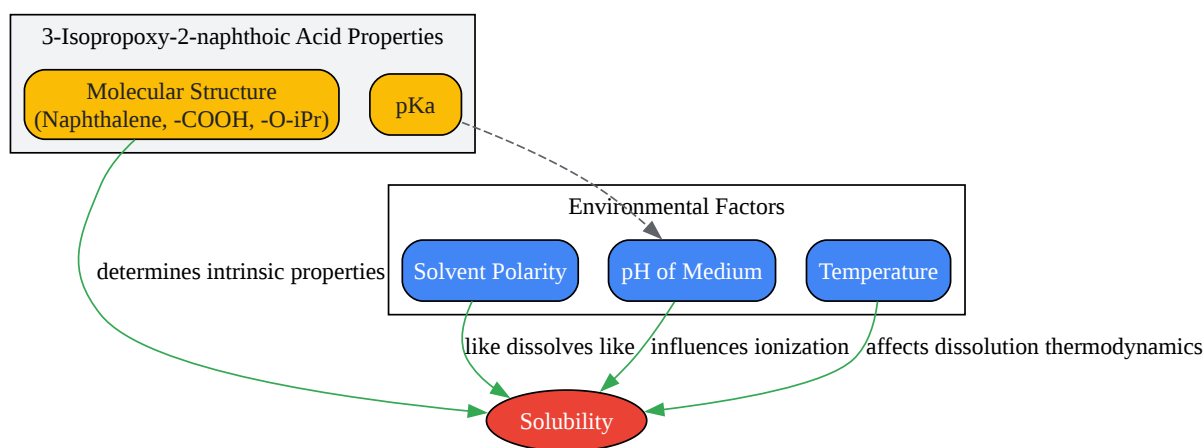 3-Isopropoxy-2-naphthoic Acid Properties
Molecular Structure
(Naphthalene, -COOH, -O-iPr)
pKa
Environmental Factors
Solvent Polarity
pH of Medium
Temperature
determines intrinsic properties
like dissolves like
influences ionization
affects dissolution thermodynamics
Solubility